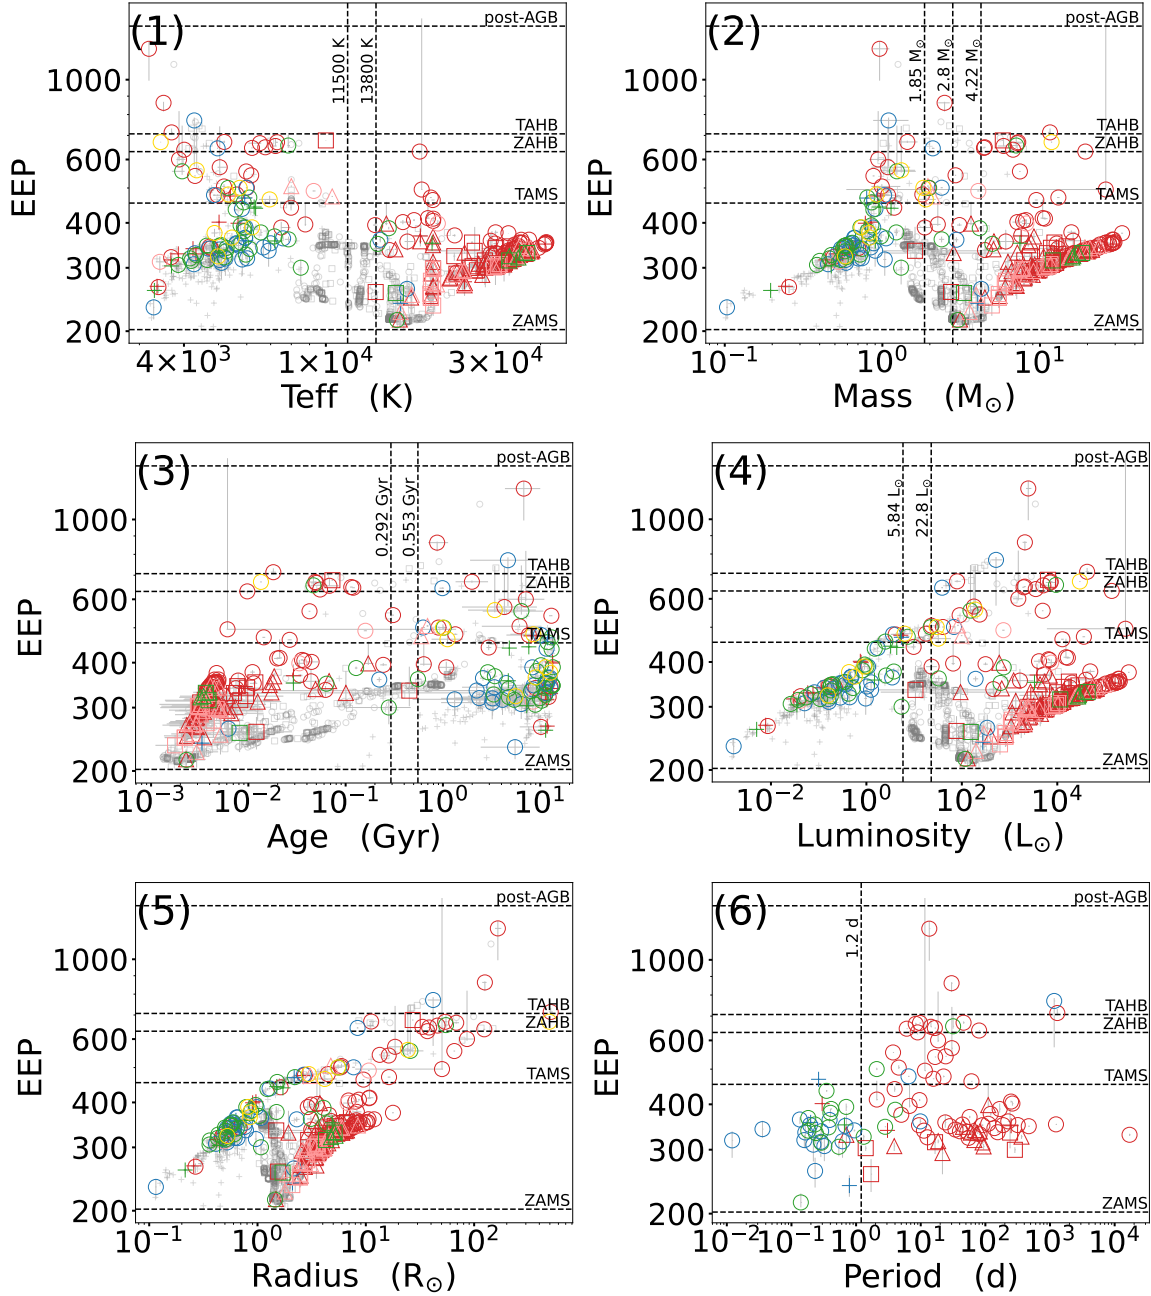 (1)
post-AGB
11500 K
13800 K
TAHB
ZAHB
TAMS
ZAMS
1000
600
400
300
200
EEP
4×10³
1×10⁴
3×10⁴
Teff (K)
(2)
post-AGB
1.85 M⊙
2.8 M⊙
4.22 M⊙
TAHB
ZAHB
TAMS
ZAMS
1000
600
400
300
200
EEP
10⁻¹
10⁰
10¹
Mass (M⊙)
(3)
post-AGB
0.292 Gyr
0.553 Gyr
TAHB
ZAHB
TAMS
ZAMS
1000
600
400
300
200
EEP
10⁻³
10⁻²
10⁻¹
10⁰
10¹
Age (Gyr)
(4)
post-AGB
5.84 L⊙
22.8 L⊙
TAHB
ZAHB
TAMS
ZAMS
1000
600
400
300
200
EEP
10⁻²
10⁰
10²
10⁴
Luminosity (L⊙)
(5)
post-AGB
TAHB
ZAHB
TAMS
ZAMS
1000
600
400
300
200
EEP
10⁻¹
10⁰
10¹
10²
Radius (R⊙)
(6)
post-AGB
1.2 d
TAHB
ZAHB
TAMS
ZAMS
1000
600
400
300
200
EEP
10⁻²
10⁻¹
10⁰
10¹
10²
10³
10⁴
Period (d)